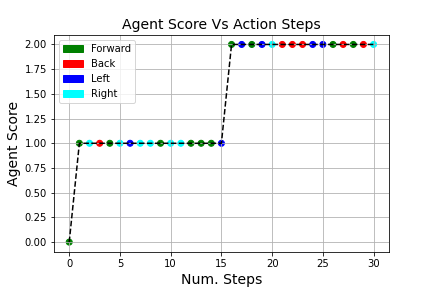 Agent Score Vs Action Steps
2.00
1.75
1.50
1.25
1.00
0.75
0.50
0.25
0.00
Agent Score
Forward
Back
Left
Right
0 5 10 15 20 25 30
Num. Steps